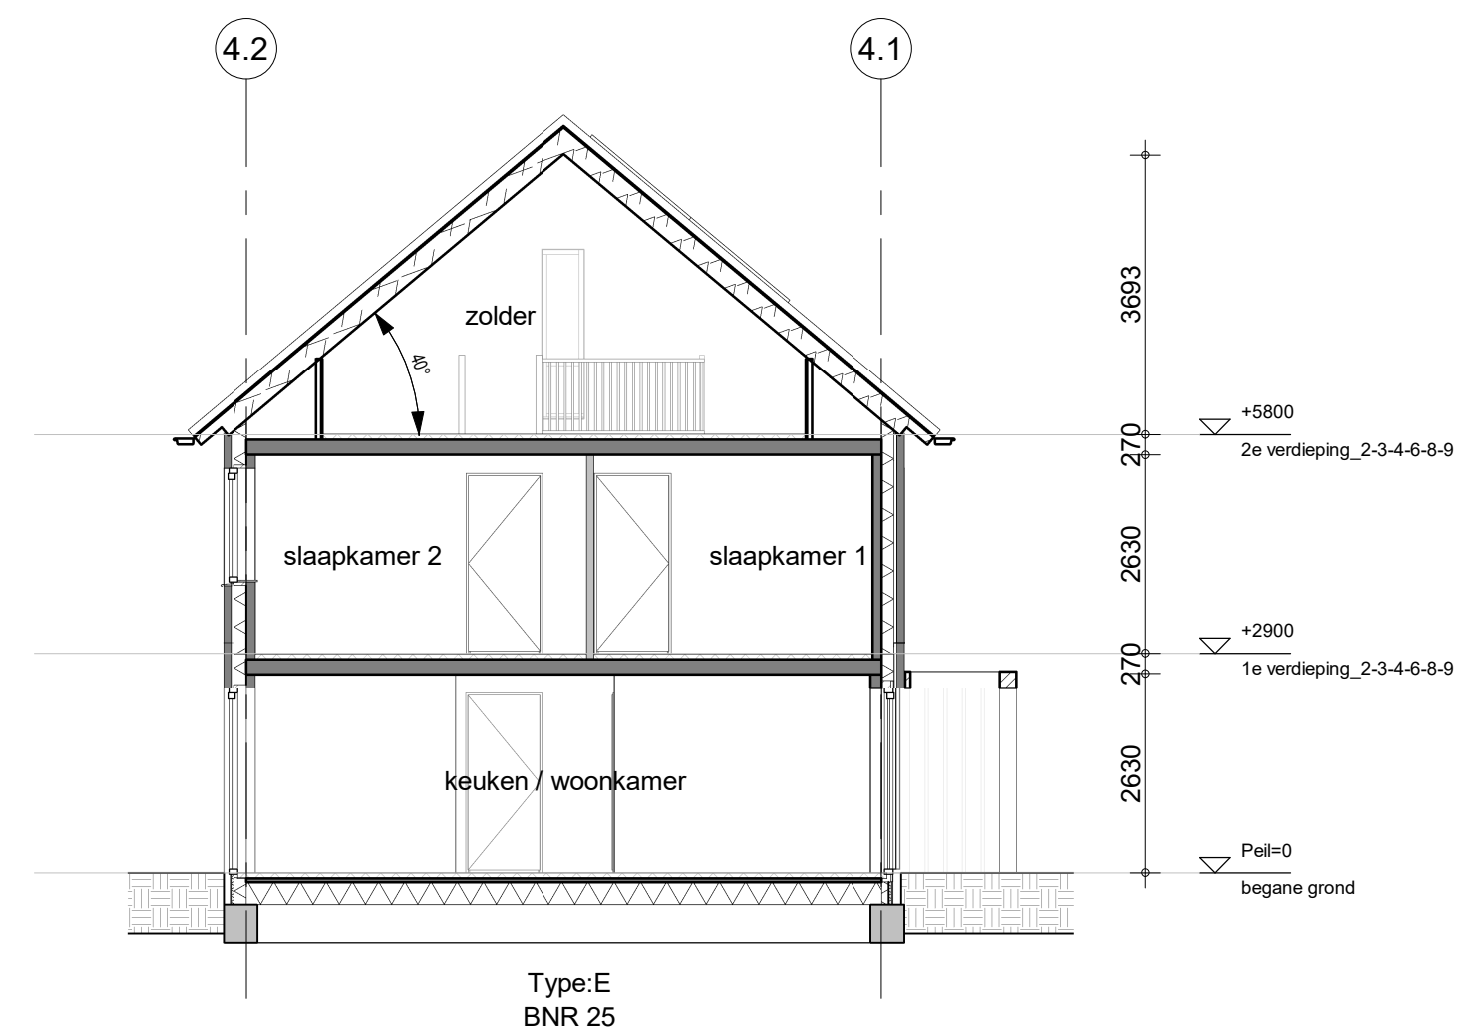 4.2
4.1
zolder
40°
3693
+5800
270
2e verdieping_2-3-4-6-8-9
slaapkamer 2
slaapkamer 1
2630
+2900
270
1e verdieping_2-3-4-6-8-9
keuken / woonkamer
2630
Peil=0
begane grond
Type:E
BNR 25